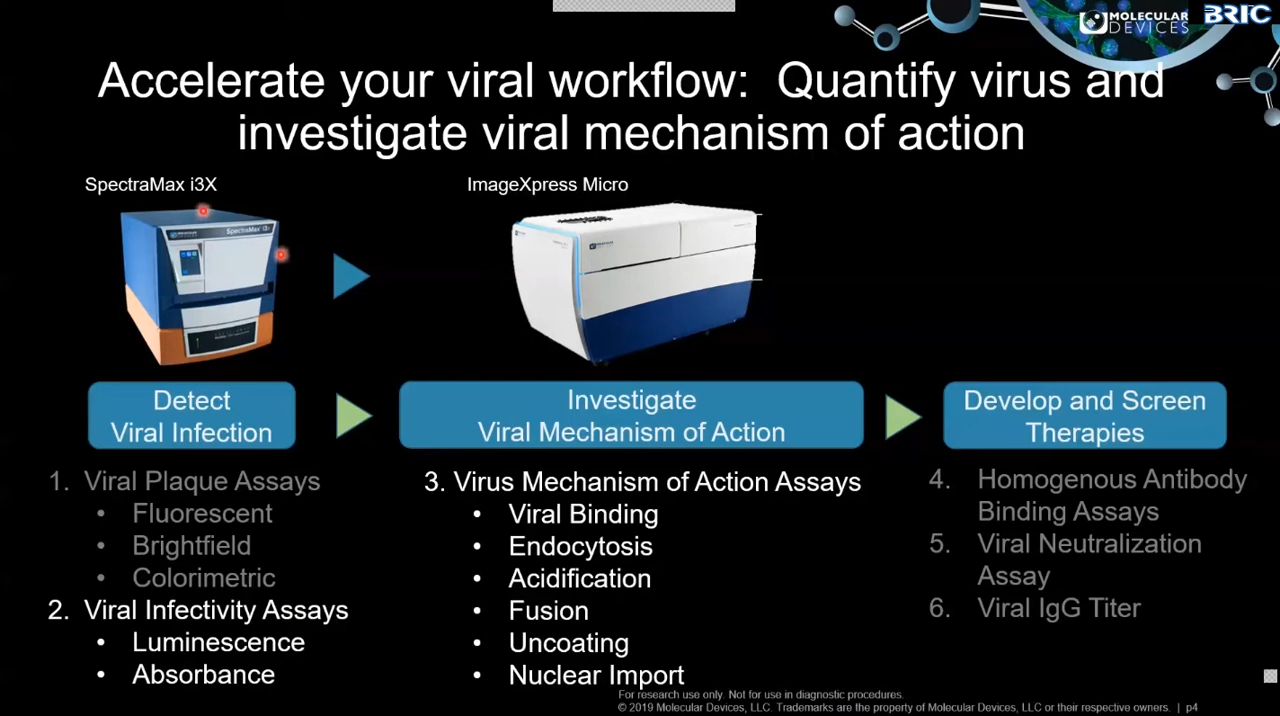 MOLECULAR
DEVICES
BRIC
Accelerate your viral workflow: Quantify virus and
investigate viral mechanism of action
SpectraMax i3X
ImageXpress Micro
Detect
Viral Infection
Investigate
Viral Mechanism of Action
Develop and Screen
Therapies
1. Viral Plaque Assays
• Fluorescent
• Brightfield
• Colorimetric
2. Viral Infectivity Assays
• Luminescence
• Absorbance
3. Virus Mechanism of Action Assays
• Viral Binding
• Endocytosis
• Acidification
• Fusion
• Uncoating
• Nuclear Import
4. Homogenous Antibody
Binding Assays
5. Viral Neutralization
Assay
6. Viral IgG Titer
For research use only. Not for use in diagnostic procedures.
© 2019 Molecular Devices, LLC. Trademarks are the property of Molecular Devices, LLC or their respective owners. | p4